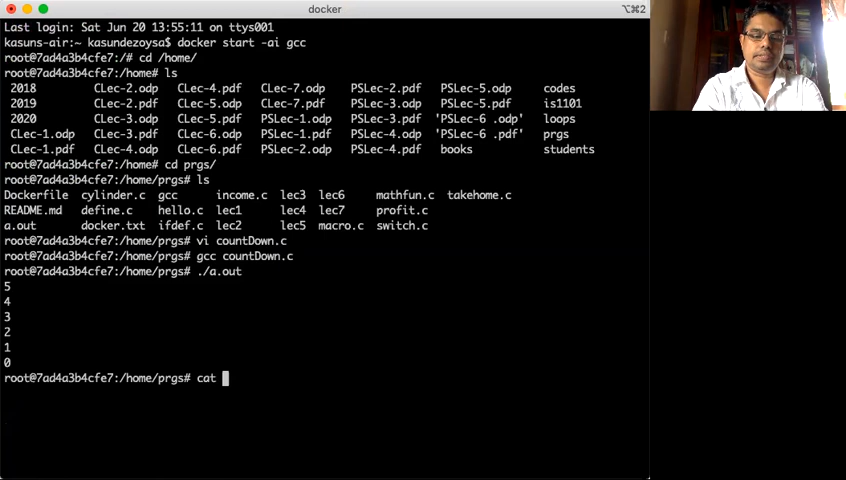 docker
⌥⌘2
Last login: Sat Jun 20 13:55:11 on ttys001
kasuns-air:~ kasundezoysa$ docker start -ai gcc
root@7ad4a3b4cfe7:/# cd /home/
root@7ad4a3b4cfe7:/home# ls
2018 CLec-2.odp CLec-4.pdf CLec-7.odp PSLec-2.pdf PSLec-5.odp codes
2019 CLec-2.pdf CLec-5.odp CLec-7.pdf PSLec-3.odp PSLec-5.pdf is1101
2020 CLec-3.odp CLec-5.pdf PSLec-1.odp PSLec-3.pdf 'PSLec-6 .odp' loops
CLec-1.odp CLec-3.pdf CLec-6.odp PSLec-1.pdf PSLec-4.odp 'PSLec-6 .pdf' prgs
CLec-1.pdf CLec-4.odp CLec-6.pdf PSLec-2.odp PSLec-4.pdf books students
root@7ad4a3b4cfe7:/home# cd prgs/
root@7ad4a3b4cfe7:/home/prgs# ls
Dockerfile cylinder.c gcc income.c lec3 lec6 mathfun.c takehome.c
README.md define.c hello.c lec1 lec4 lec7 profit.c
a.out docker.txt ifdef.c lec2 lec5 macro.c switch.c
root@7ad4a3b4cfe7:/home/prgs# vi countDown.c
root@7ad4a3b4cfe7:/home/prgs# gcc countDown.c
root@7ad4a3b4cfe7:/home/prgs# ./a.out
5
4
3
2
1
0
root@7ad4a3b4cfe7:/home/prgs# cat